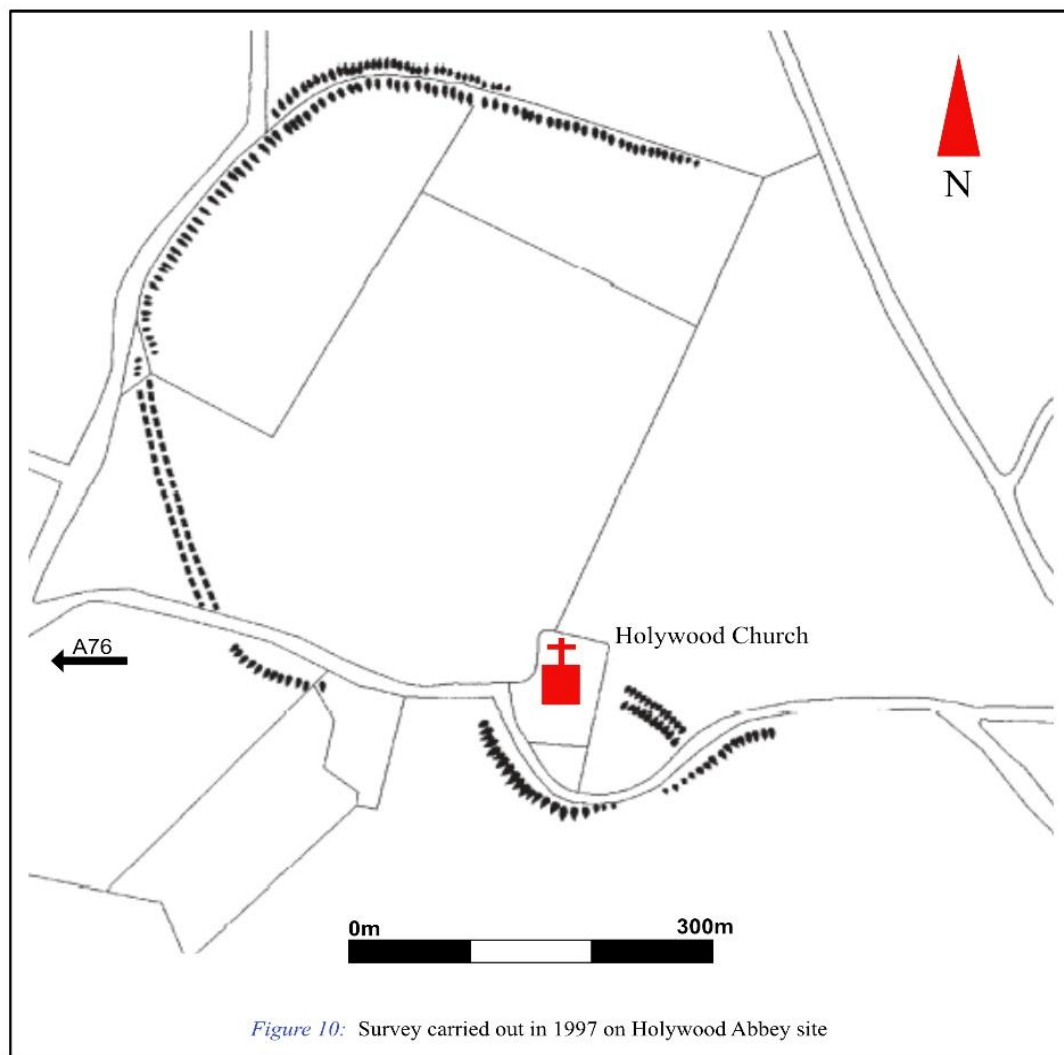 N
Holywood Church
A76
0m 300m
Figure 10: Survey carried out in 1997 on Holywood Abbey site